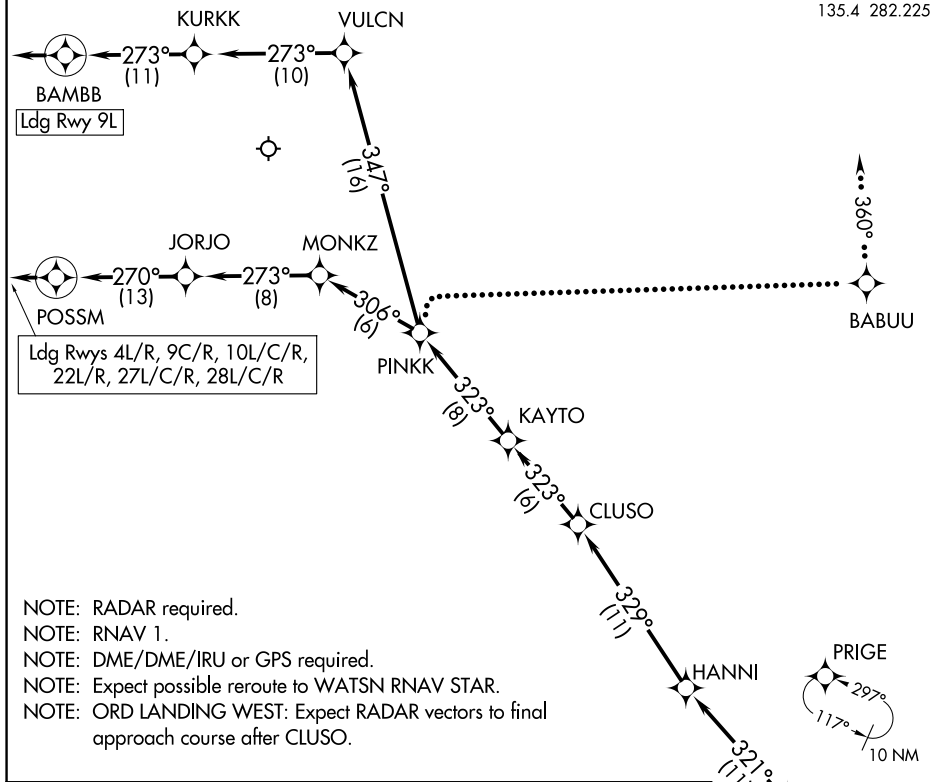 135.4 282.225
KURKK
VULCN
273°
(11)
273°
(10)
BAMBB
Ldg Rwy 9L
347°
(16)
360°
JORJO
MONKZ
270°
(13)
273°
(8)
306°
(6)
POSSM
BABUU
Ldg Rwys 4L/R, 9C/R, 10L/C/R,
22L/R, 27L/C/R, 28L/C/R
PINKK
323°
(8)
KAYTO
323°
(6)
CLUSO
329°
(11)
NOTE: RADAR required.
NOTE: RNAV 1.
NOTE: DME/DME/IRU or GPS required.
NOTE: Expect possible reroute to WATSN RNAV STAR.
NOTE: ORD LANDING WEST: Expect RADAR vectors to final
approach course after CLUSO.
HANNI
PRIGE
297°
117°
10 NM
321°